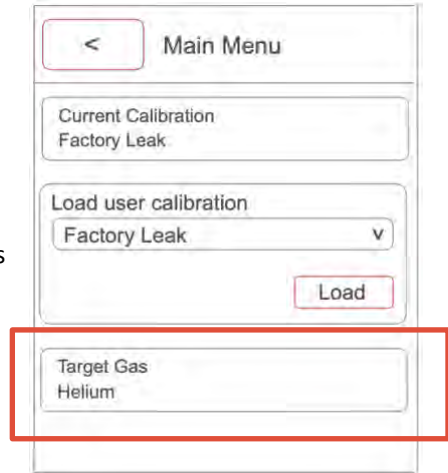 < Main Menu
Current Calibration
Factory Leak
Load user calibration
Factory Leak v
s
Load
Target Gas
Helium